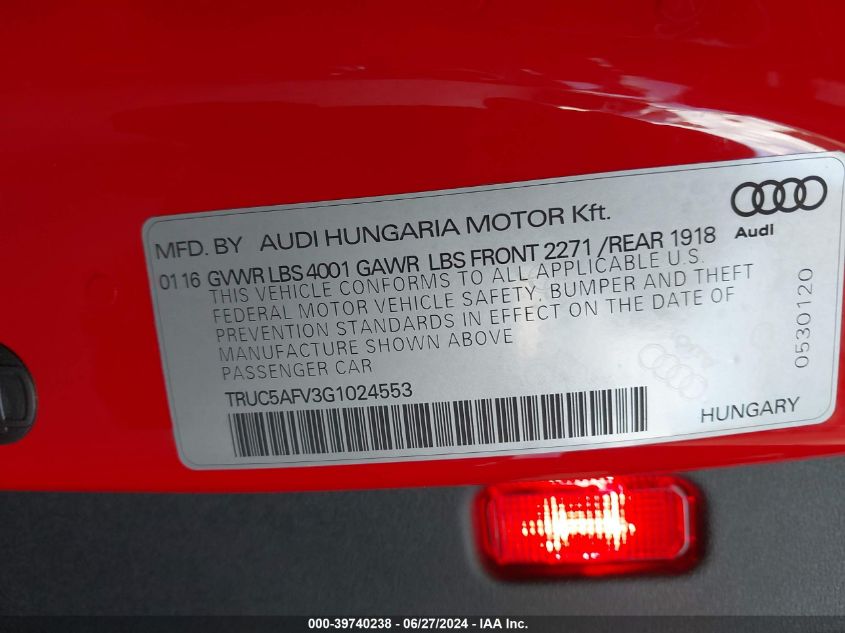 MFD. BY AUDI HUNGARIA MOTOR Kft.
Audi
01 16 GVWR LBS 4001 GAWR LBS FRONT 2271 /REAR 1918
THIS VEHICLE CONFORMS TO ALL APPLICABLE U.S.
FEDERAL MOTOR VEHICLE SAFETY, BUMPER AND THEFT
PREVENTION STANDARDS IN EFFECT ON THE DATE OF
MANUFACTURE SHOWN ABOVE
PASSENGER CAR
TRUC5AFV3G1024553
0530120
HUNGARY
000-39740238 - 06/27/2024 - IAA Inc.